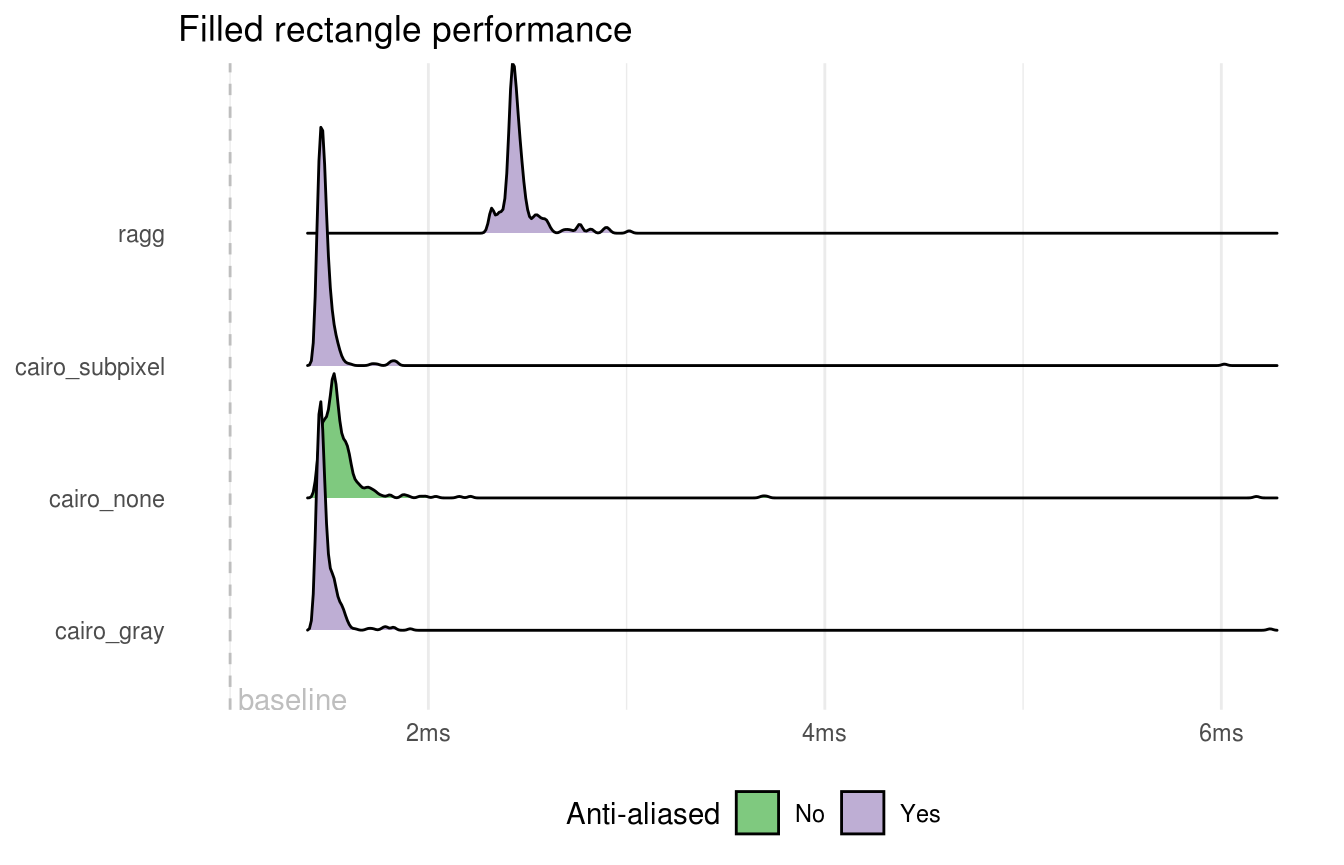 Filled rectangle performance
ragg
cairo_subpixel
cairo_none
cairo_gray
baseline
2ms 4ms 6ms
Anti-aliased No Yes